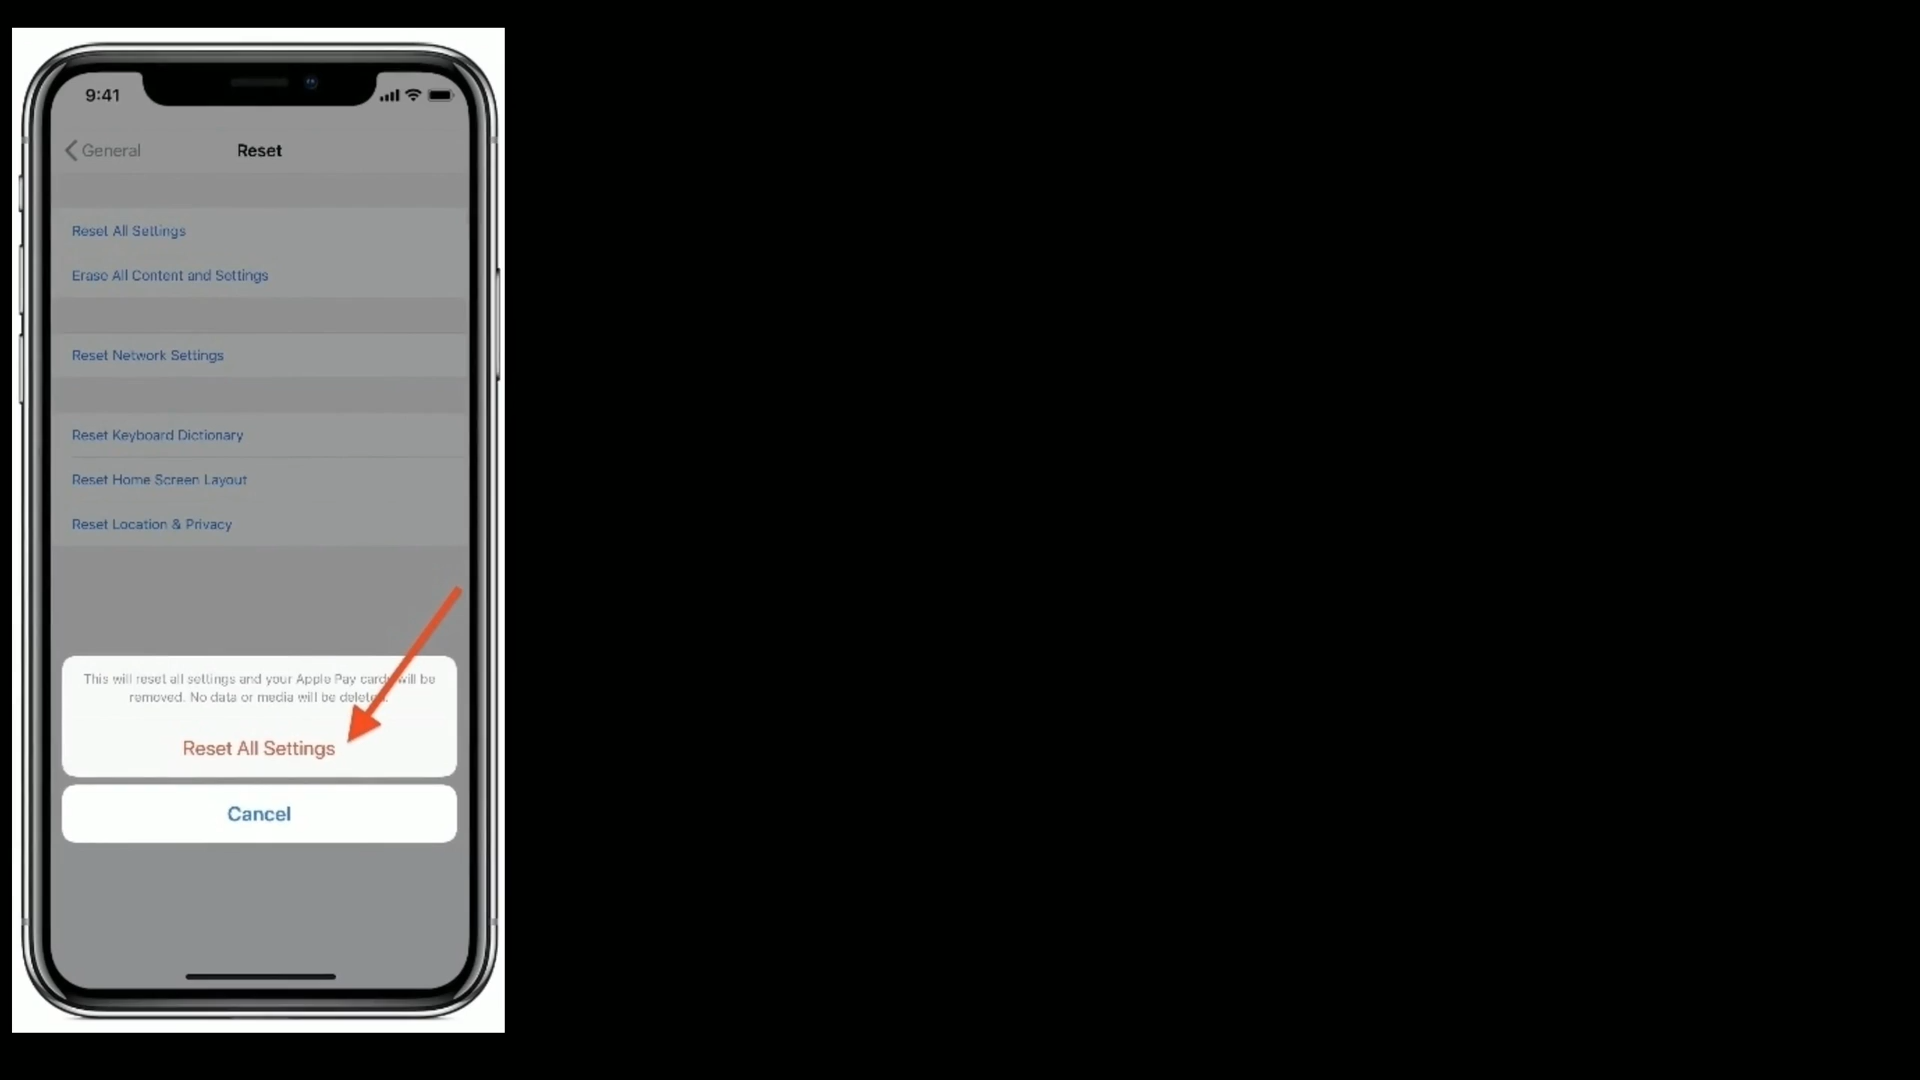 9:41
General
Reset
Reset All Settings
Erase All Content and Settings
Reset Network Settings
Reset Keyboard Dictionary
Reset Home Screen Layout
Reset Location & Privacy
This will reset all settings and your Apple Pay cards will be
removed. No data or media will be deleted.
Reset All Settings
Cancel